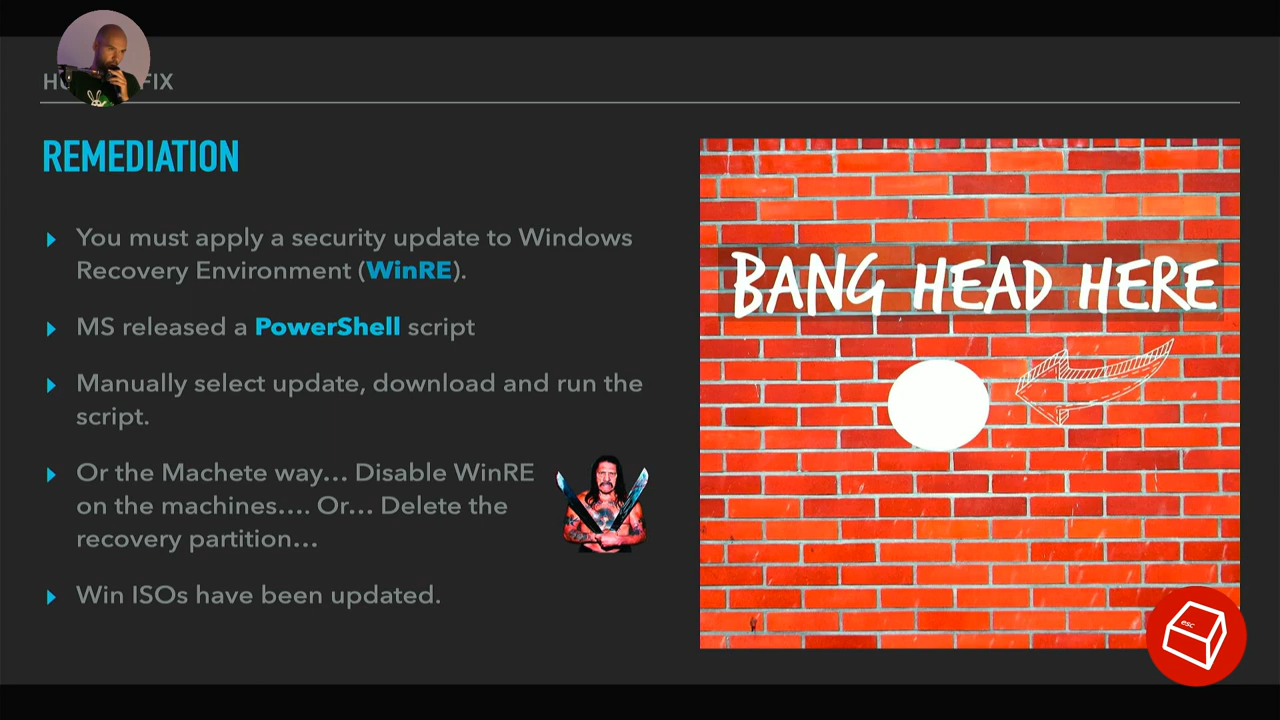 FIX
REMEDIATION
You must apply a security update to Windows
Recovery Environment (WinRE).
MS released a PowerShell script
Manually select update, download and run the
script.
Or the Machete way... Disable WinRE
on the machines.... Or... Delete the
recovery partition...
Win ISOs have been updated.
BANG HEAD HERE
esc